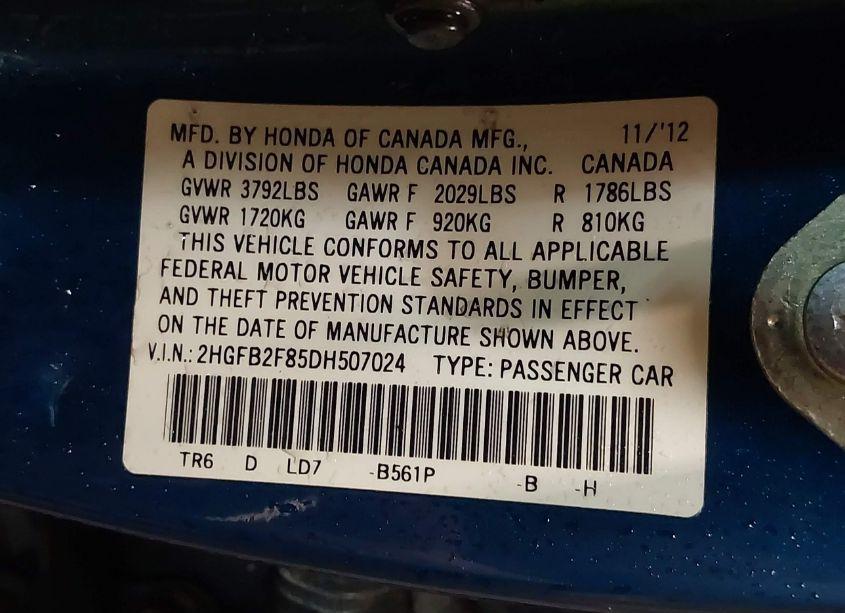 MFD. BY HONDA OF CANADA MFG., 11/'12
A DIVISION OF HONDA CANADA INC. CANADA
GVWR 3792LBS GAWR F 2029LBS R 1786LBS
GVWR 1720KG GAWR F 920KG R 810KG
THIS VEHICLE CONFORMS TO ALL APPLICABLE
FEDERAL MOTOR VEHICLE SAFETY, BUMPER,
AND THEFT PREVENTION STANDARDS IN EFFECT
ON THE DATE OF MANUFACTURE SHOWN ABOVE.
V.I.N.: 2HGFB2F85DH507024 TYPE: PASSENGER CAR
TR6 D LD7 -B561P -B -H